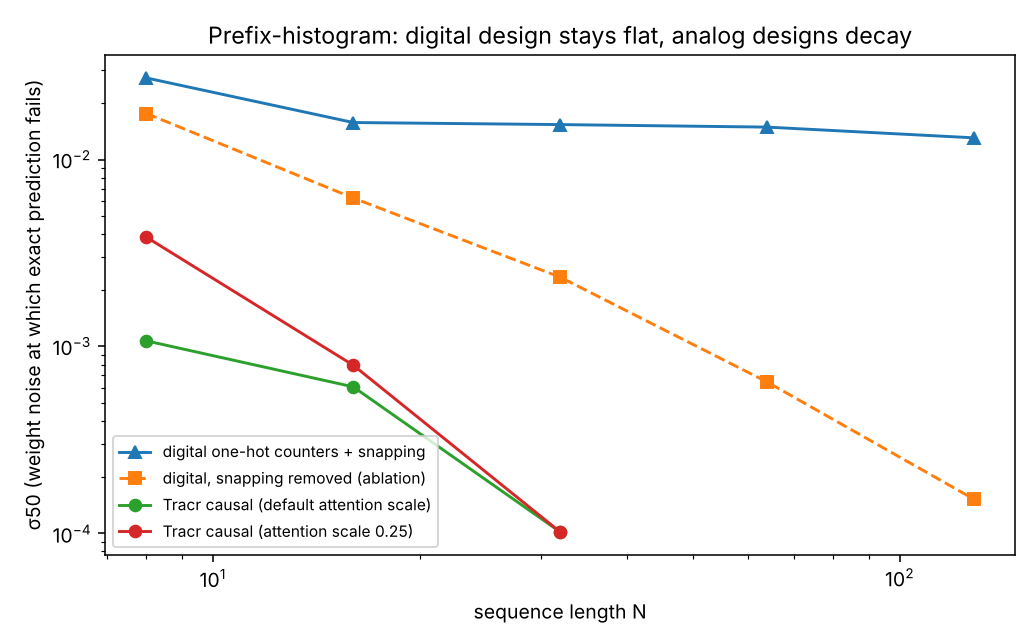 Prefix-histogram: digital design stays flat, analog designs decay
σ50 (weight noise at which exact prediction fails)
10⁻²
10⁻³
10⁻⁴
digital one-hot counters + snapping
digital, snapping removed (ablation)
Tracr causal (default attention scale)
Tracr causal (attention scale 0.25)
10¹
10²
sequence length N